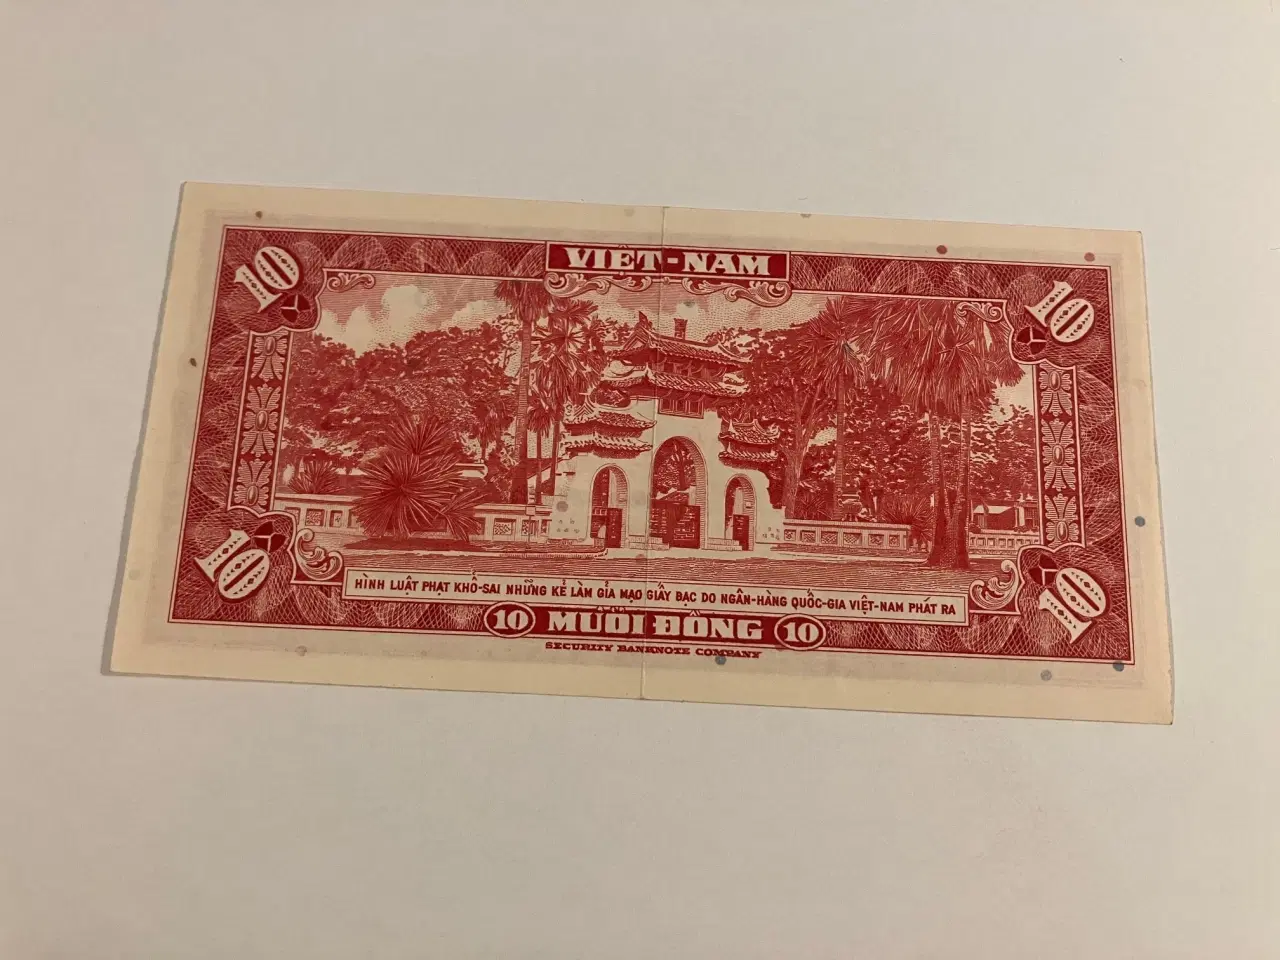 VIỆT-NAM
10
10
10
10
HÌNH LUẬT PHẠT KHỔ-SAI NHỮNG KẺ LÀM GIẢ MẠO GIẤY BẠC DO NGÂN-HÀNG QUỐC-GIA VIỆT-NAM PHÁT RA
10 MƯỜI ĐỒNG 10
SECURITY BANKNOTE COMPANY